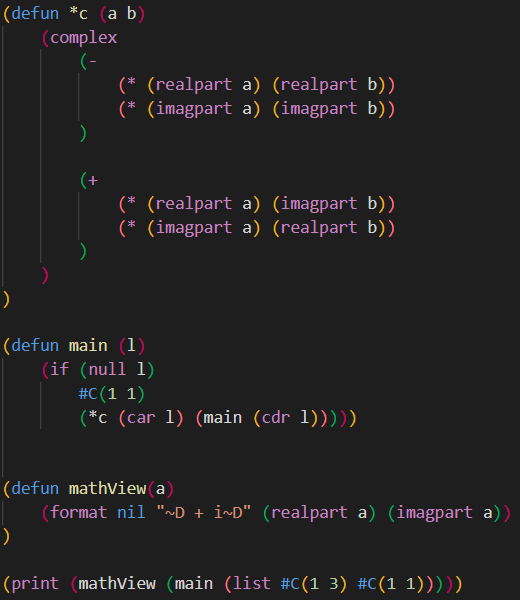 (defun *c (a b)
    (complex
        (-
            (* (realpart a) (realpart b))
            (* (imagpart a) (imagpart b))
        )

        (+
            (* (realpart a) (imagpart b))
            (* (imagpart a) (realpart b))
        )
    )
)

(defun main (l)
    (if (null l)
        #C(1 1)
        (*c (car l) (main (cdr l)))))


(defun mathView(a)
    (format nil "~D + i~D" (realpart a) (imagpart a))
)

(print (mathView (main (list #C(1 3) #C(1 1)))))